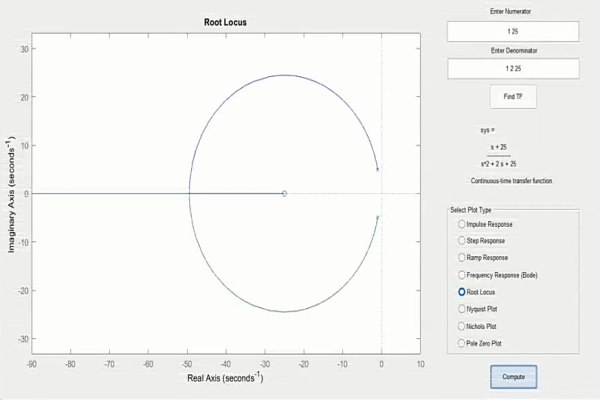 Root Locus
30
20
10
0
-10
-20
-30
Imaginary Axis (seconds-1)
-90 -80 -70 -60 -50 -40 -30 -20 -10 0 10
Real Axis (seconds-1)
Enter Numerator
1 25
Enter Denominator
1 2 25
Find TF
sys =
s + 25
s^2 + 2 s + 25
Continuous-time transfer function
Select Plot Type
Impulse Response
Step Response
Ramp Response
Frequency Response (Bode)
Root Locus
Nyquist Plot
Nichols Plot
Pole Zero Plot
Compute